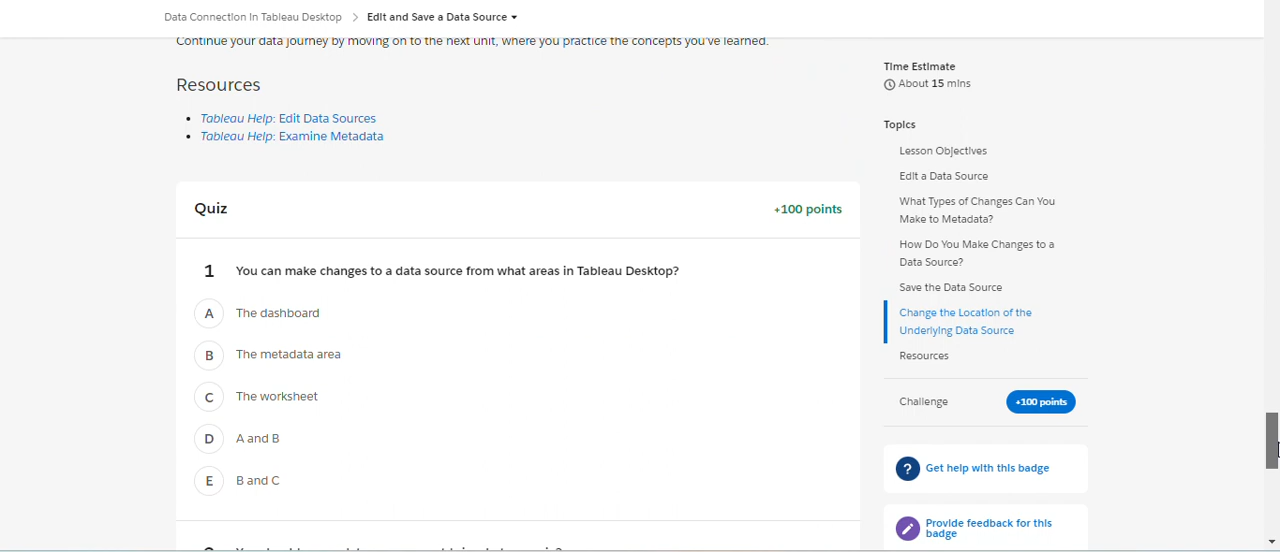 Data Connection in Tableau Desktop > Edit and Save a Data Source
Continue your data journey by moving on to the next unit, where you practice the concepts you've learned.
Resources
• Tableau Help: Edit Data Sources
• Tableau Help: Examine Metadata
Quiz +100 points
1 You can make changes to a data source from what areas in Tableau Desktop?
A The dashboard
B The metadata area
C The worksheet
D A and B
E B and C
Time Estimate
About 15 mins
Topics
Lesson Objectives
Edit a Data Source
What Types of Changes Can You
Make to Metadata?
How Do You Make Changes to a
Data Source?
Save the Data Source
Change the Location of the
Underlying Data Source
Resources
Challenge +100 points
? Get help with this badge
Provide feedback for this
badge